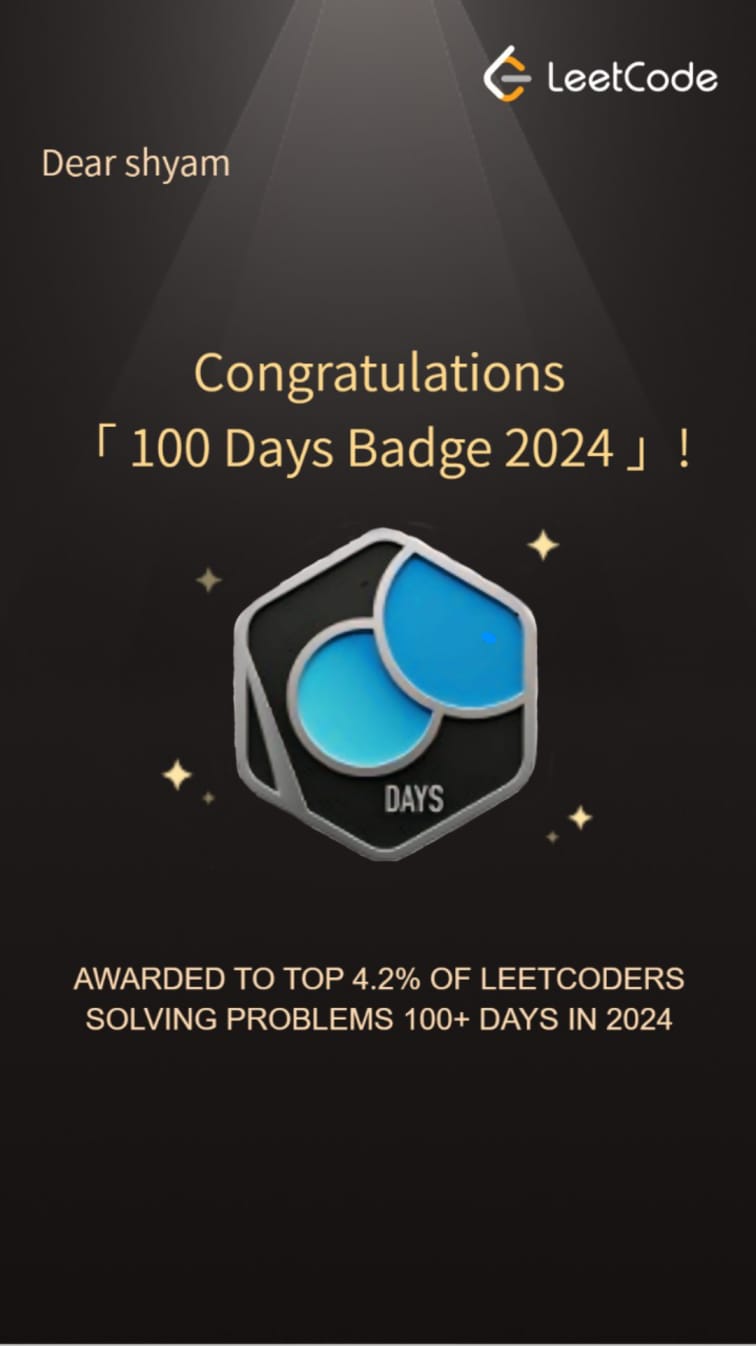 LeetCode
Dear shyam
Congratulations
「 100 Days Badge 2024 」 !
DAYS
AWARDED TO TOP 4.2% OF LEETCODERS
SOLVING PROBLEMS 100+ DAYS IN 2024